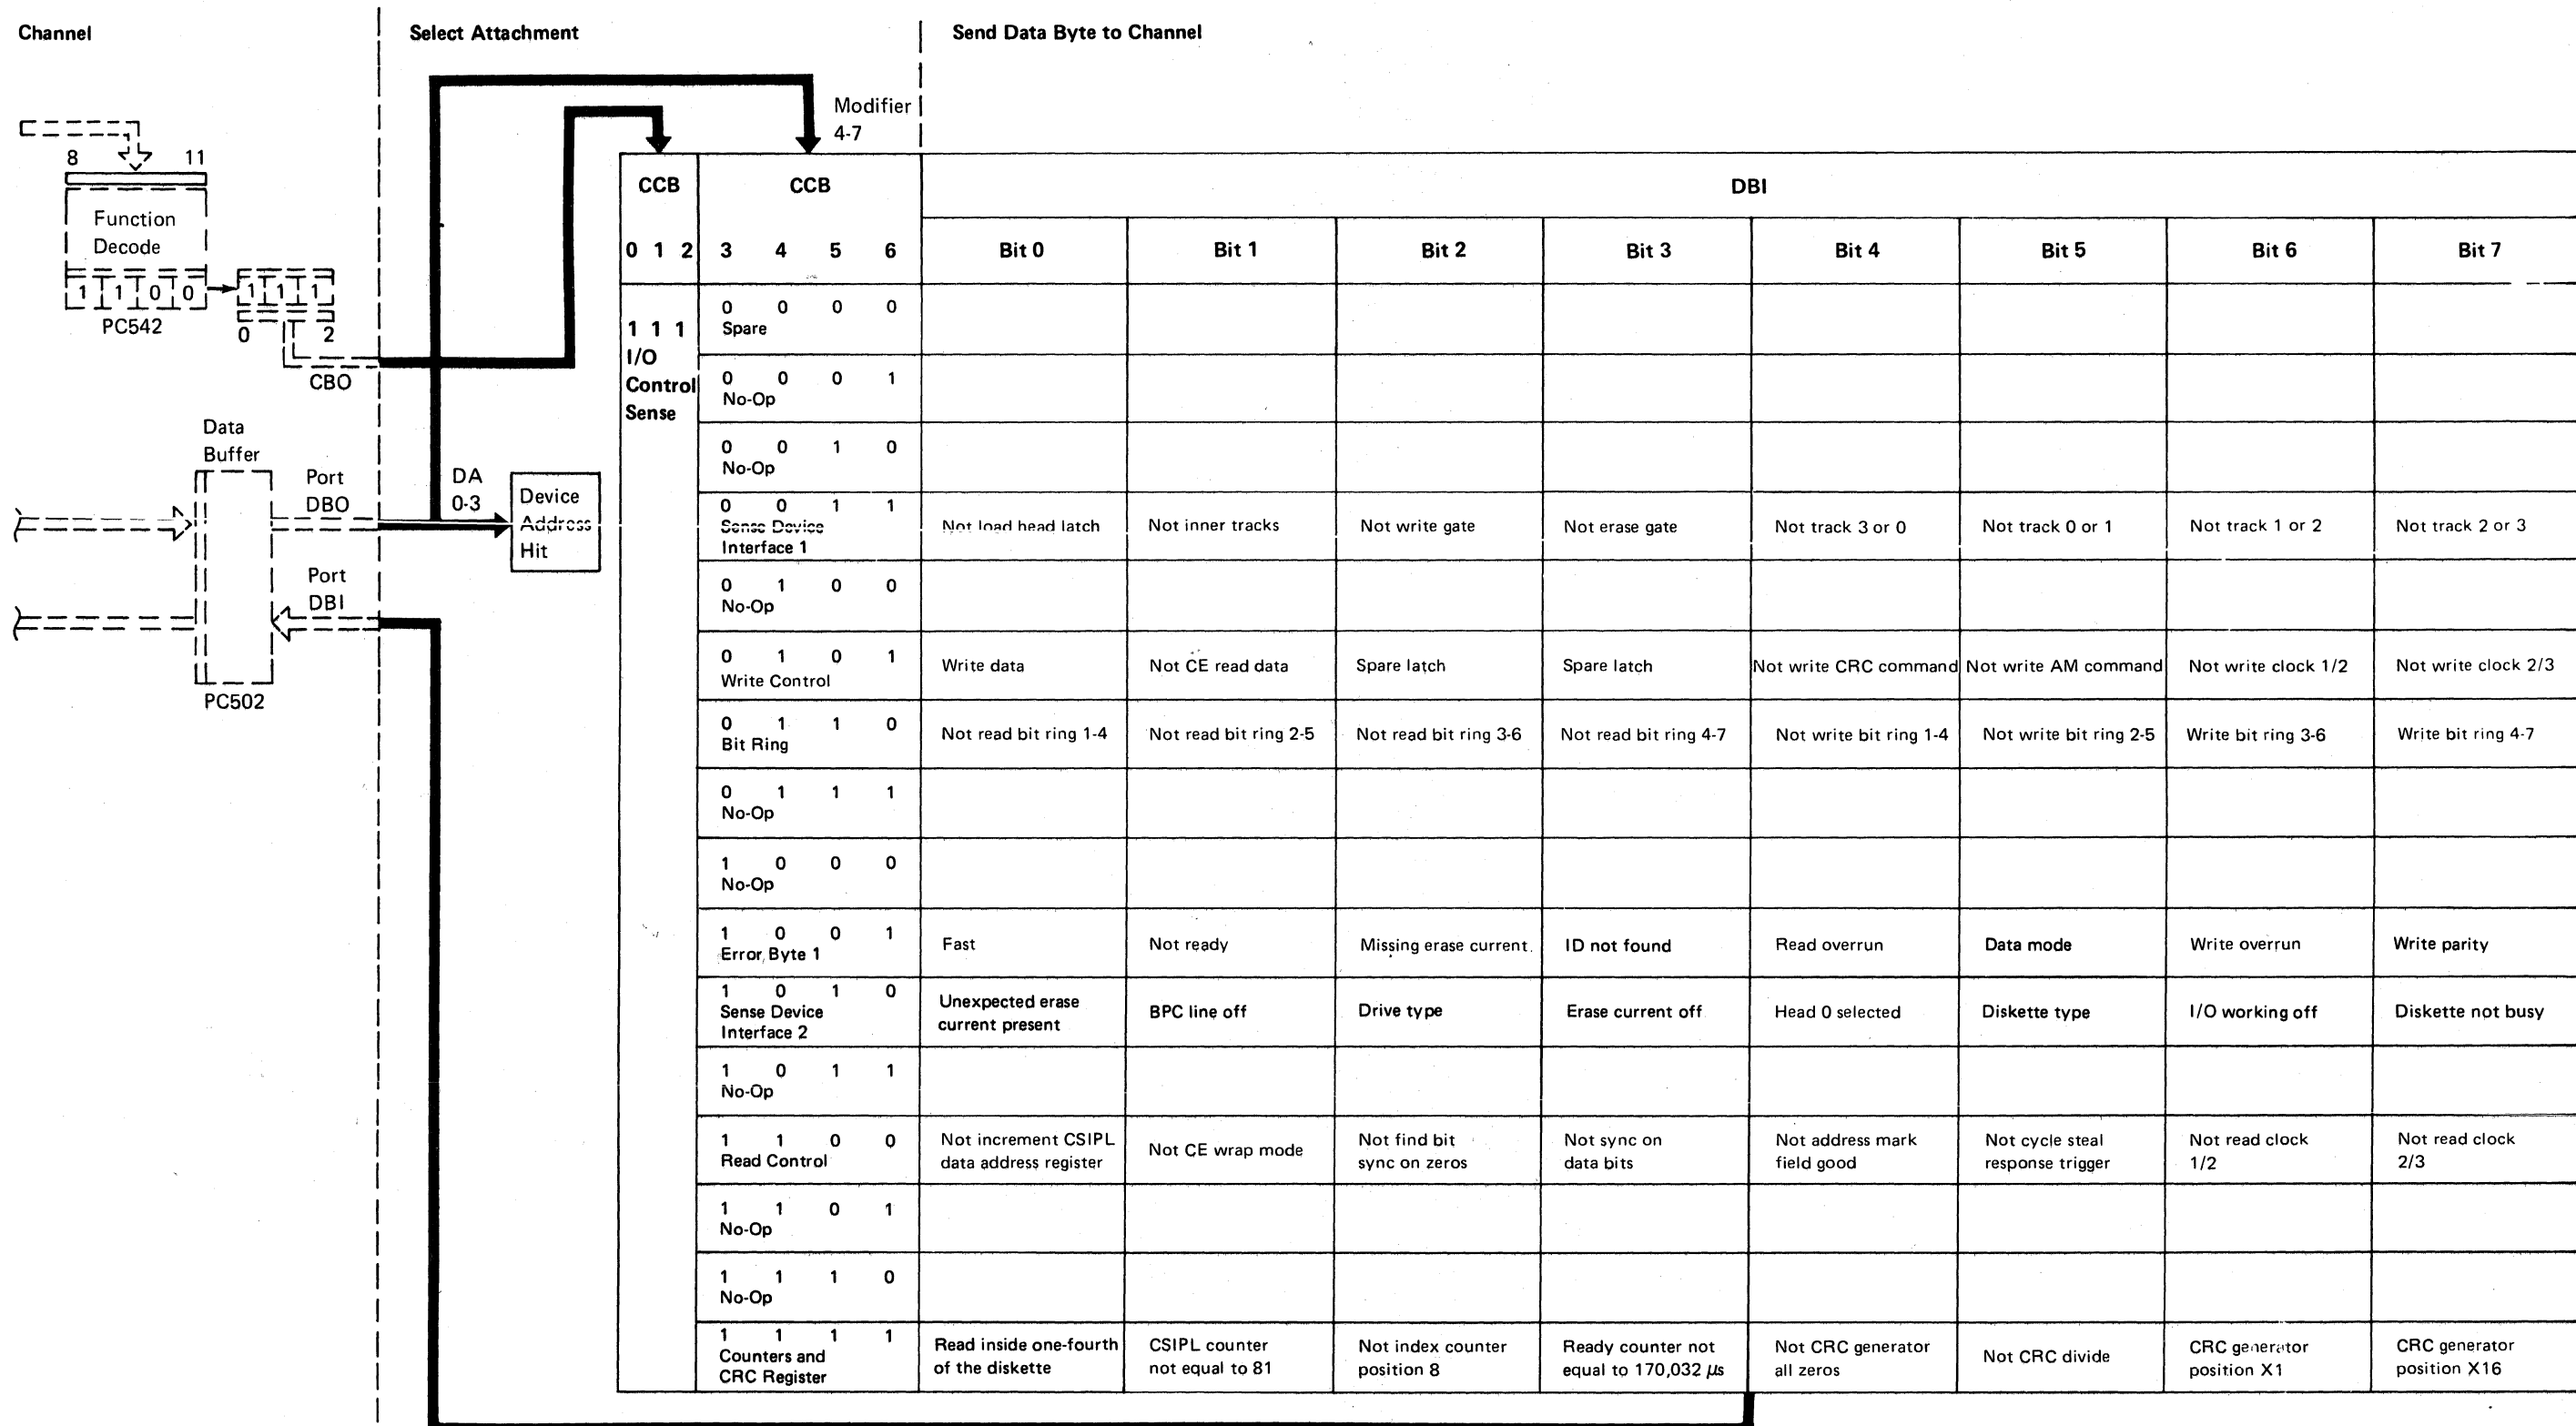 Channel
Select Attachment
Send Data Byte to Channel
Modifier
4-7
8 11
Function
Decode
1 1 0 0
1 1 1
PC542
0 2
CBO
Data
Buffer
Port
DBO
DA
0-3
Device
Address
Hit
Port
DBI
PC502
CCB CCB DBI
0 1 2 3 4 5 6 Bit 0 Bit 1 Bit 2 Bit 3 Bit 4 Bit 5 Bit 6 Bit 7
1 1 1
I/O
Control
Sense
0 0 0 0
Spare
0 0 0 1
No-Op
0 0 1 0
No-Op
0 0 1 1
Sense Device
Interface 1
Not load head latch Not inner tracks Not write gate Not erase gate Not track 3 or 0 Not track 0 or 1 Not track 1 or 2 Not track 2 or 3
0 1 0 0
No-Op
0 1 0 1
Write Control
Write data Not CE read data Spare latch Spare latch Not write CRC command Not write AM command Not write clock 1/2 Not write clock 2/3
0 1 1 0
Bit Ring
Not read bit ring 1-4 Not read bit ring 2-5 Not read bit ring 3-6 Not read bit ring 4-7 Not write bit ring 1-4 Not write bit ring 2-5 Write bit ring 3-6 Write bit ring 4-7
0 1 1 1
No-Op
1 0 0 0
No-Op
1 0 0 1
Error Byte 1
Fast Not ready Missing erase current ID not found Read overrun Data mode Write overrun Write parity
1 0 1 0
Sense Device
Interface 2
Unexpected erase
current present
BPC line off Drive type Erase current off Head 0 selected Diskette type I/O working off Diskette not busy
1 0 1 1
No-Op
1 1 0 0
Read Control
Not increment CSIPL
data address register
Not CE wrap mode
Not find bit
sync on zeros
Not sync on
data bits
Not address mark
field good
Not cycle steal
response trigger
Not read clock
1/2
Not read clock
2/3
1 1 0 1
No-Op
1 1 1 0
No-Op
1 1 1 1
Counters and
CRC Register
Read inside one-fourth
of the diskette
CSIPL counter
not equal to 81
Not index counter
position 8
Ready counter not
equal to 170,032 µs
Not CRC generator
all zeros
Not CRC divide
CRC generator
position X1
CRC generator
position X16